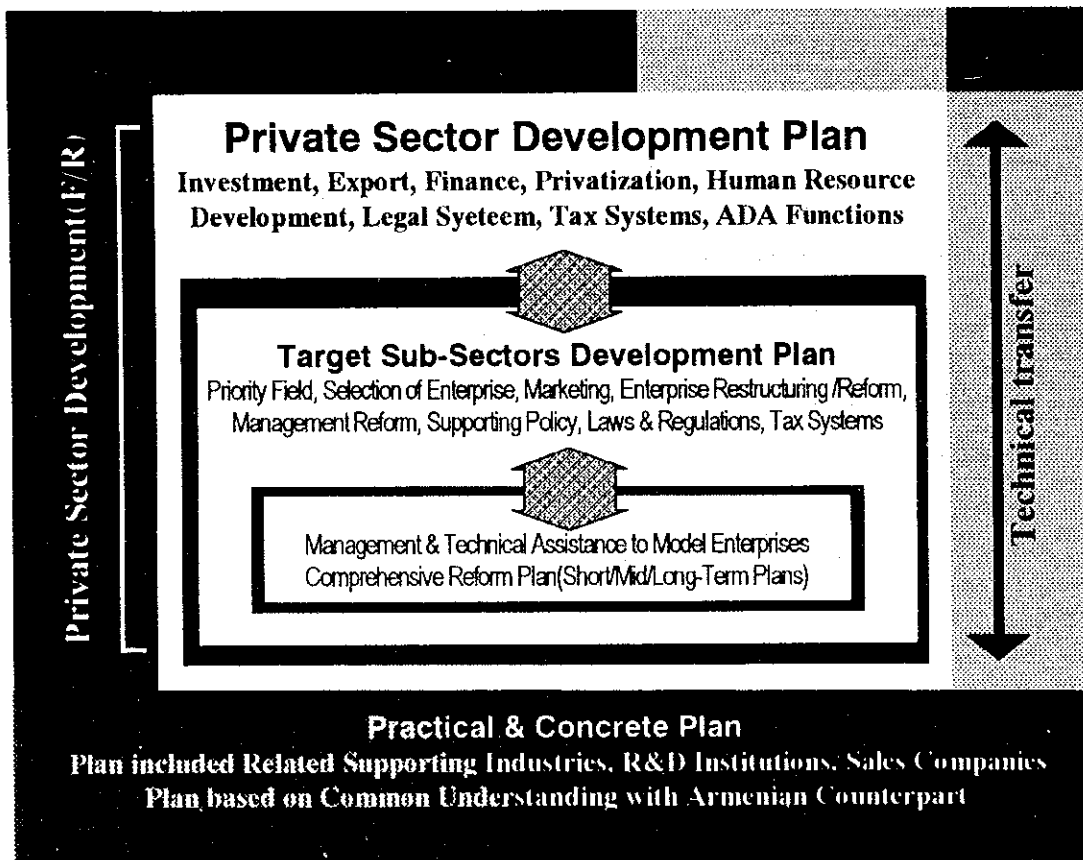 Private Sector Development(F/R)
Private Sector Development Plan
Investment, Export, Finance, Privatization, Human Resource
Development, Legal Syeteem, Tax Systems, ADA Functions
Target Sub-Sectors Development Plan
Priority Field, Selection of Enterprise, Marketing, Enterprise Restructuring /Reform,
Management Reform, Supporting Policy, Laws & Regulations, Tax Systems
Management & Technical Assistance to Model Enterprises
Comprehensive Reform Plan(Short/Mid/Long-Term Plans)
Technical transfer
Practical & Concrete Plan
Plan included Related Supporting Industries, R&D Institutions, Sales Companies
Plan based on Common Understanding with Armenian Counterpart